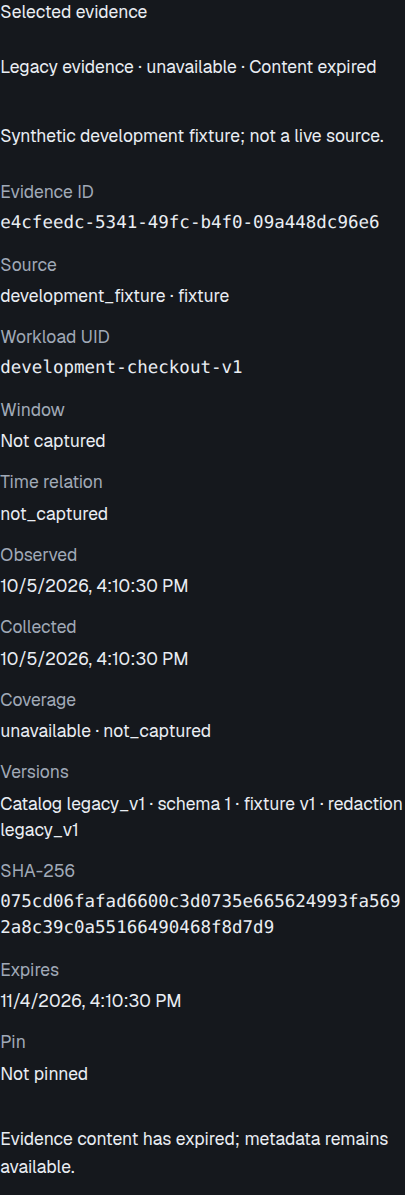 Selected evidence
Legacy evidence · unavailable · Content expired
Synthetic development fixture; not a live source.
Evidence ID
e4cfeedc-5341-49fc-b4f0-09a448dc96e6
Source
development_fixture · fixture
Workload UID
development-checkout-v1
Window
Not captured
Time relation
not_captured
Observed
10/5/2026, 4:10:30 PM
Collected
10/5/2026, 4:10:30 PM
Coverage
unavailable · not_captured
Versions
Catalog legacy_v1 · schema 1 · fixture v1 · redaction
legacy_v1
SHA-256
075cd06fafad6600c3d0735e665624993fa569
2a8c39c0a55166490468f8d7d9
Expires
11/4/2026, 4:10:30 PM
Pin
Not pinned
Evidence content has expired; metadata remains
available.